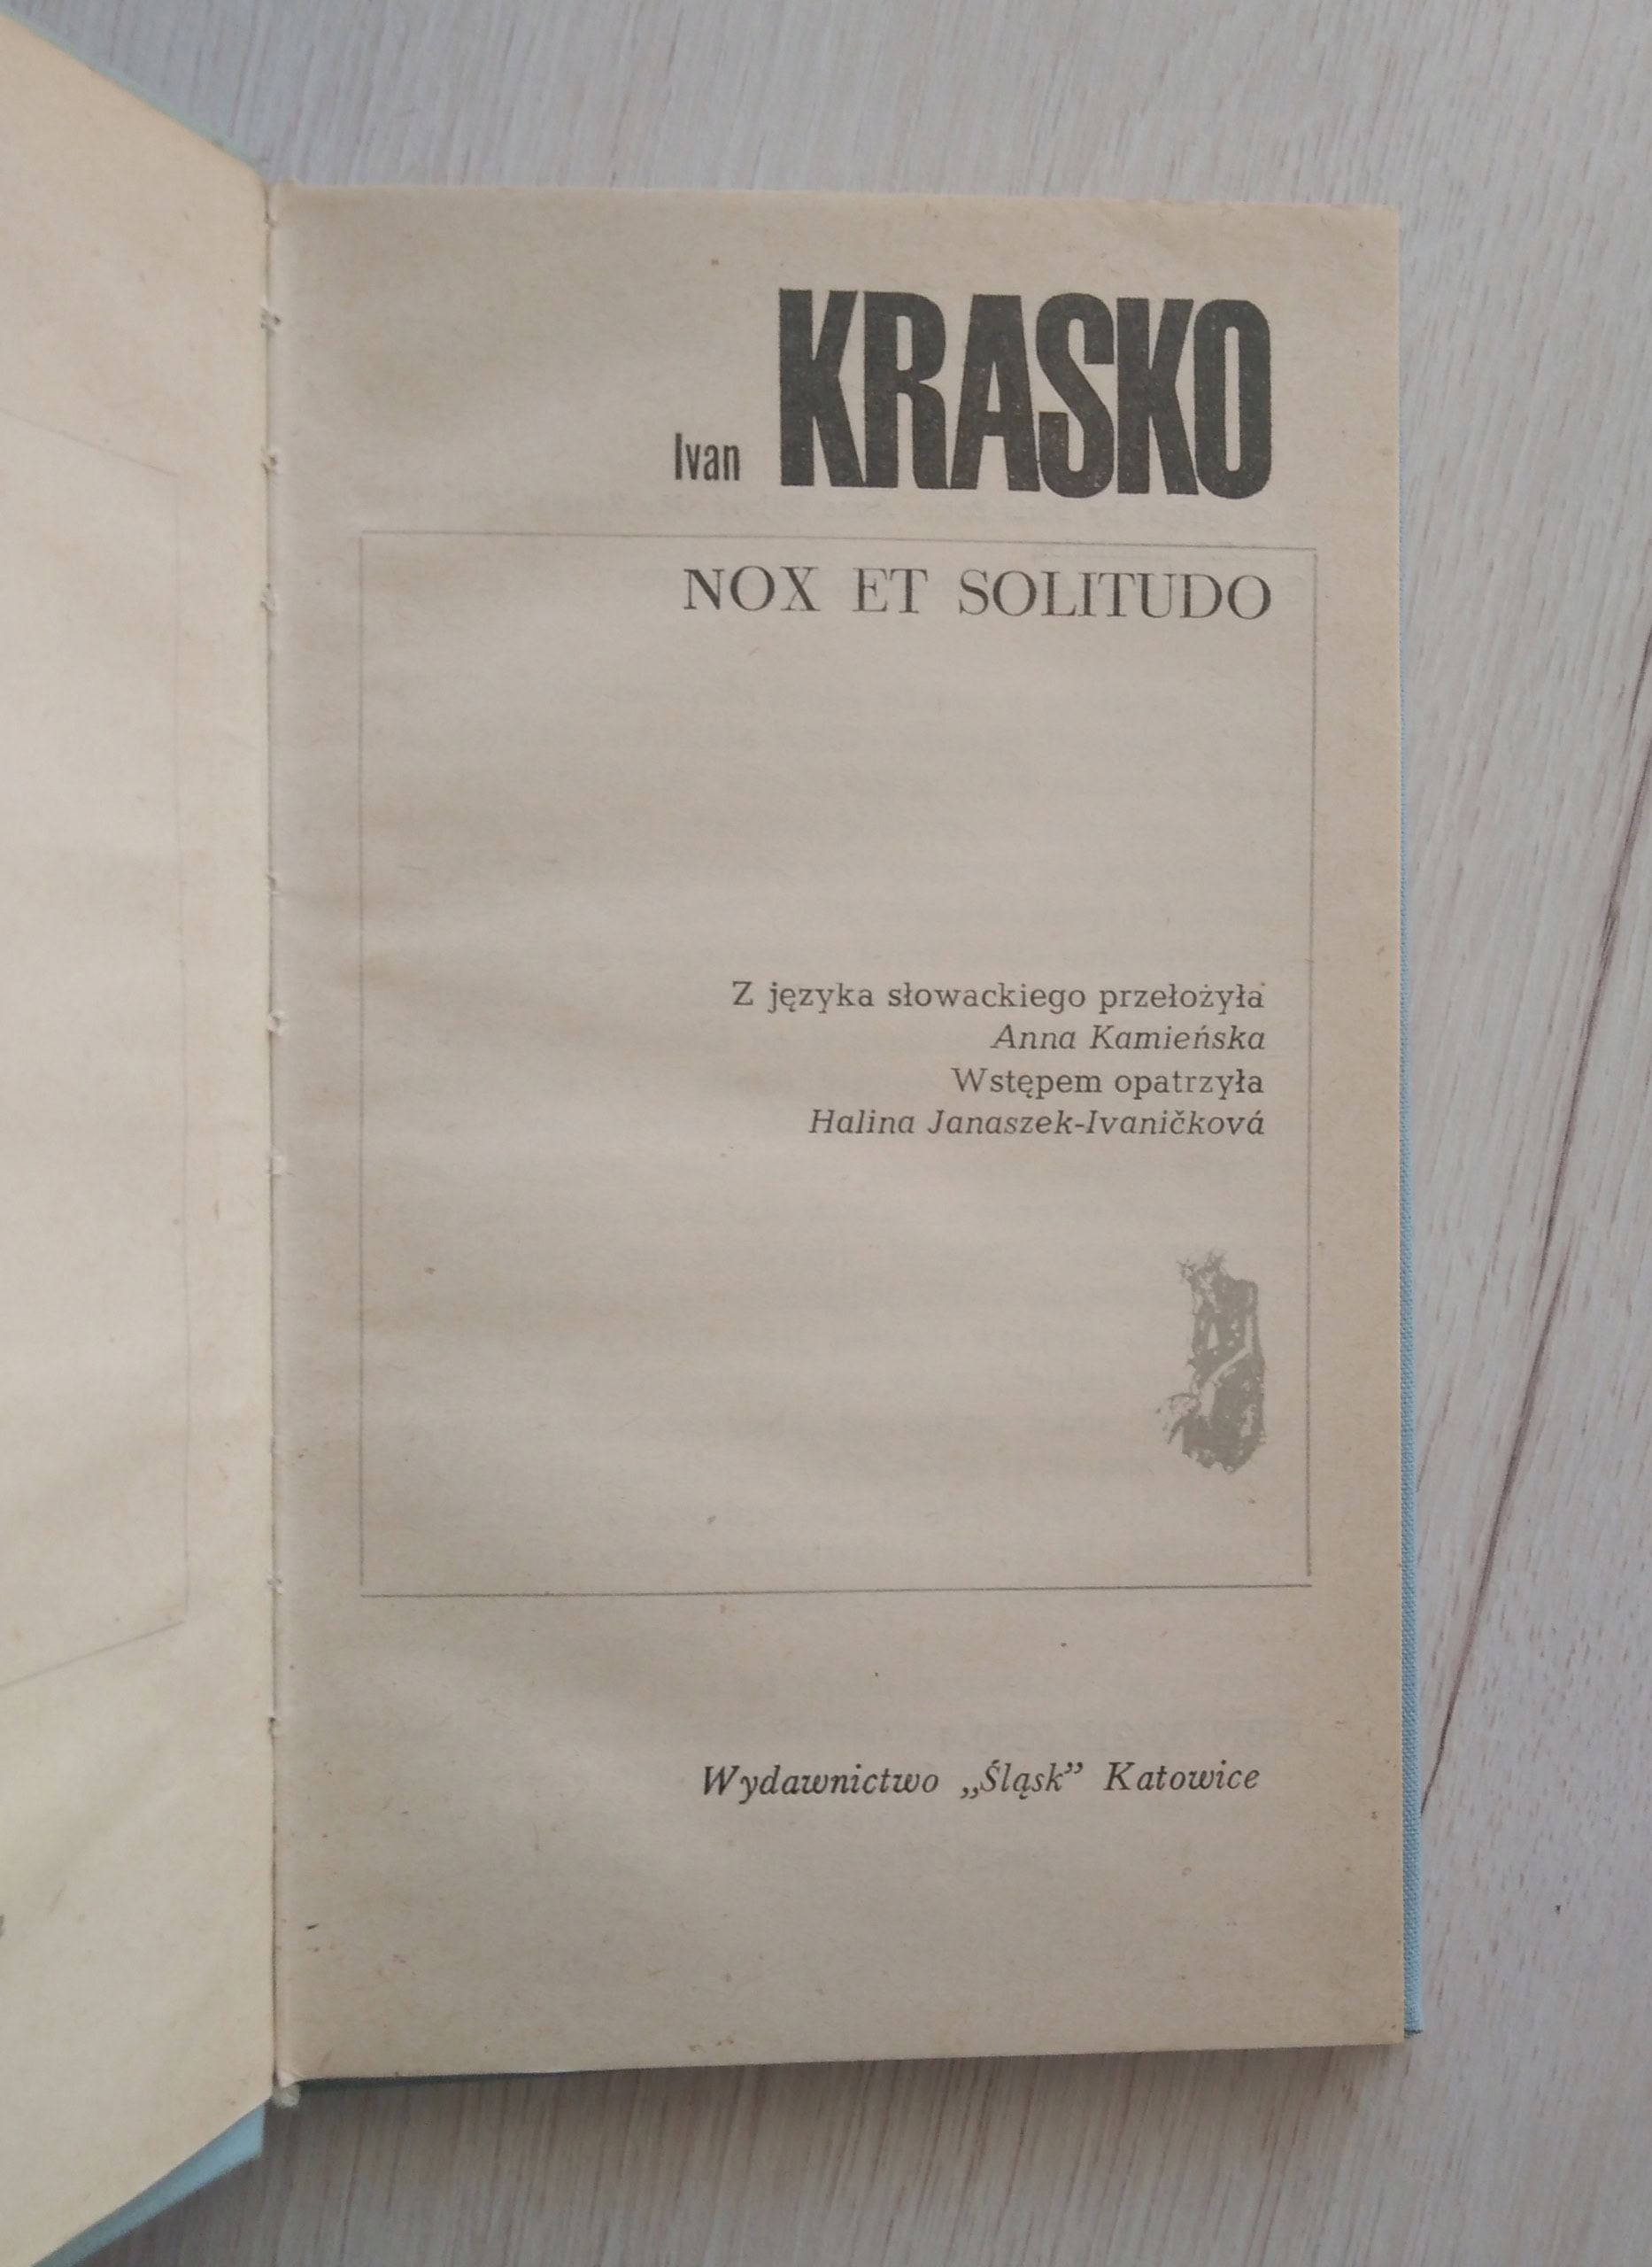 Ivan KRASKO
NOX ET SOLITUDO
Z języka słowackiego przełożyła
Anna Kamieńska
Wstępem opatrzyła
Halina Janaszek-Ivaničková
Wydawnictwo „Śląsk” Katowice